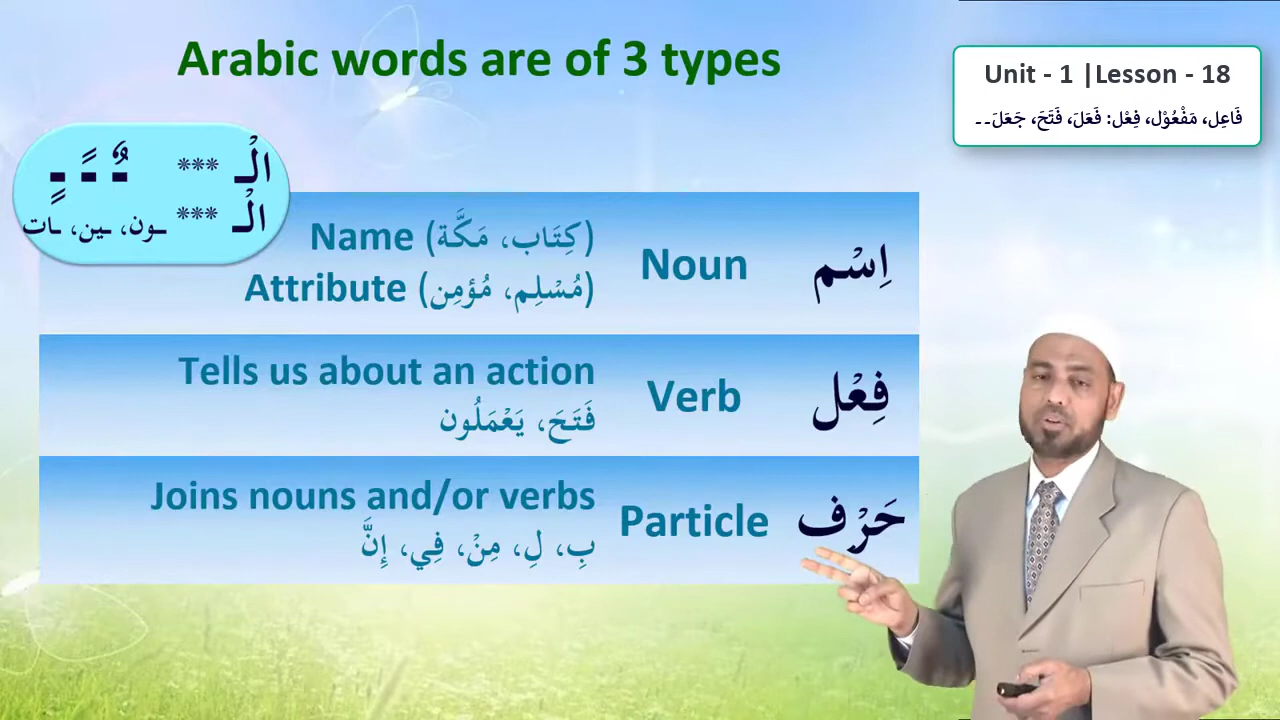 Arabic words are of 3 types
Unit - 1 |Lesson - 18
فَاعِل، مَفْعُوْل، فِعْل: فَعَلَ، فَتَحَ، جَعَلَ۔۔
الْـ *** ـٌ ـً ـٍ
الْـ *** ـون، ـين، ـات
اِسْم Noun Name (كِتَاب، مَكَّة)
Attribute (مُسْلِم، مُؤمِن)
فِعْل Verb Tells us about an action
فَتَحَ، يَعْمَلُون
حَرْف Particle Joins nouns and/or verbs
بِ، لِ، مِنْ، فِي، إِنَّ